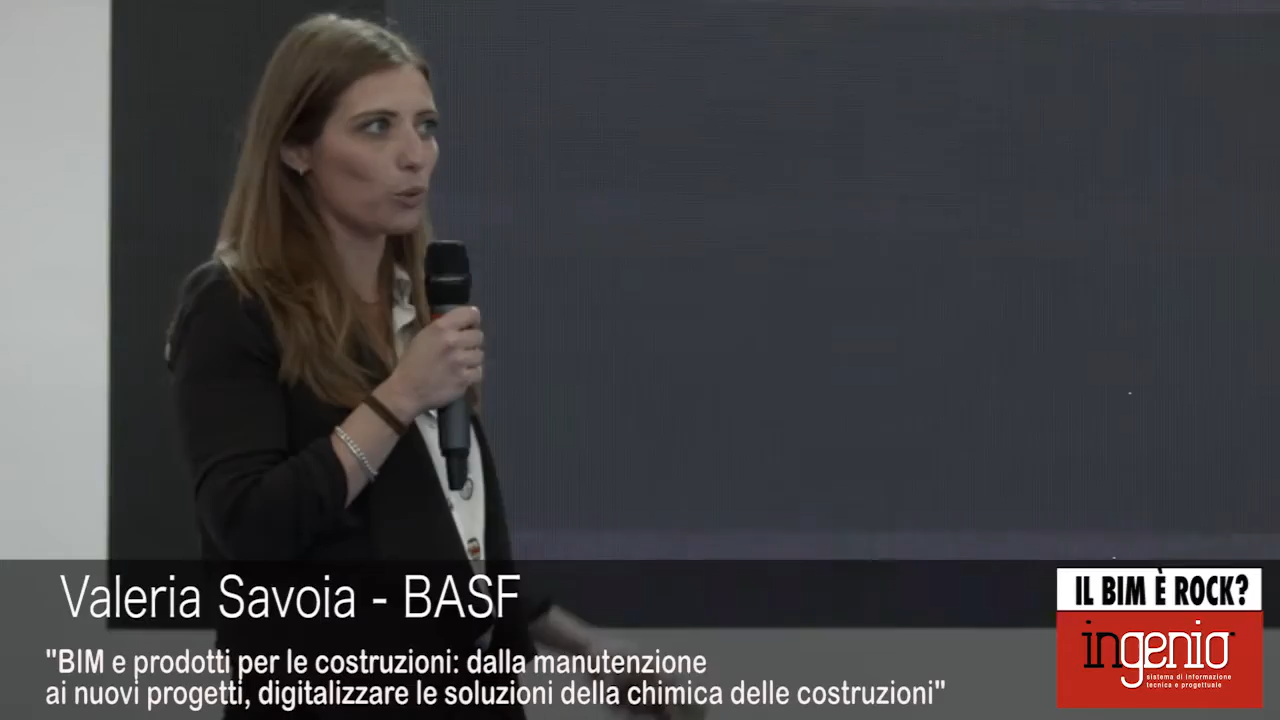 Valeria Savoia - BASF
"BIM e prodotti per le costruzioni: dalla manutenzione
ai nuovi progetti, digitalizzare le soluzioni della chimica delle costruzioni"
IL BIM È ROCK?
ingenio
sistema di informazione
tecnica e progettuale